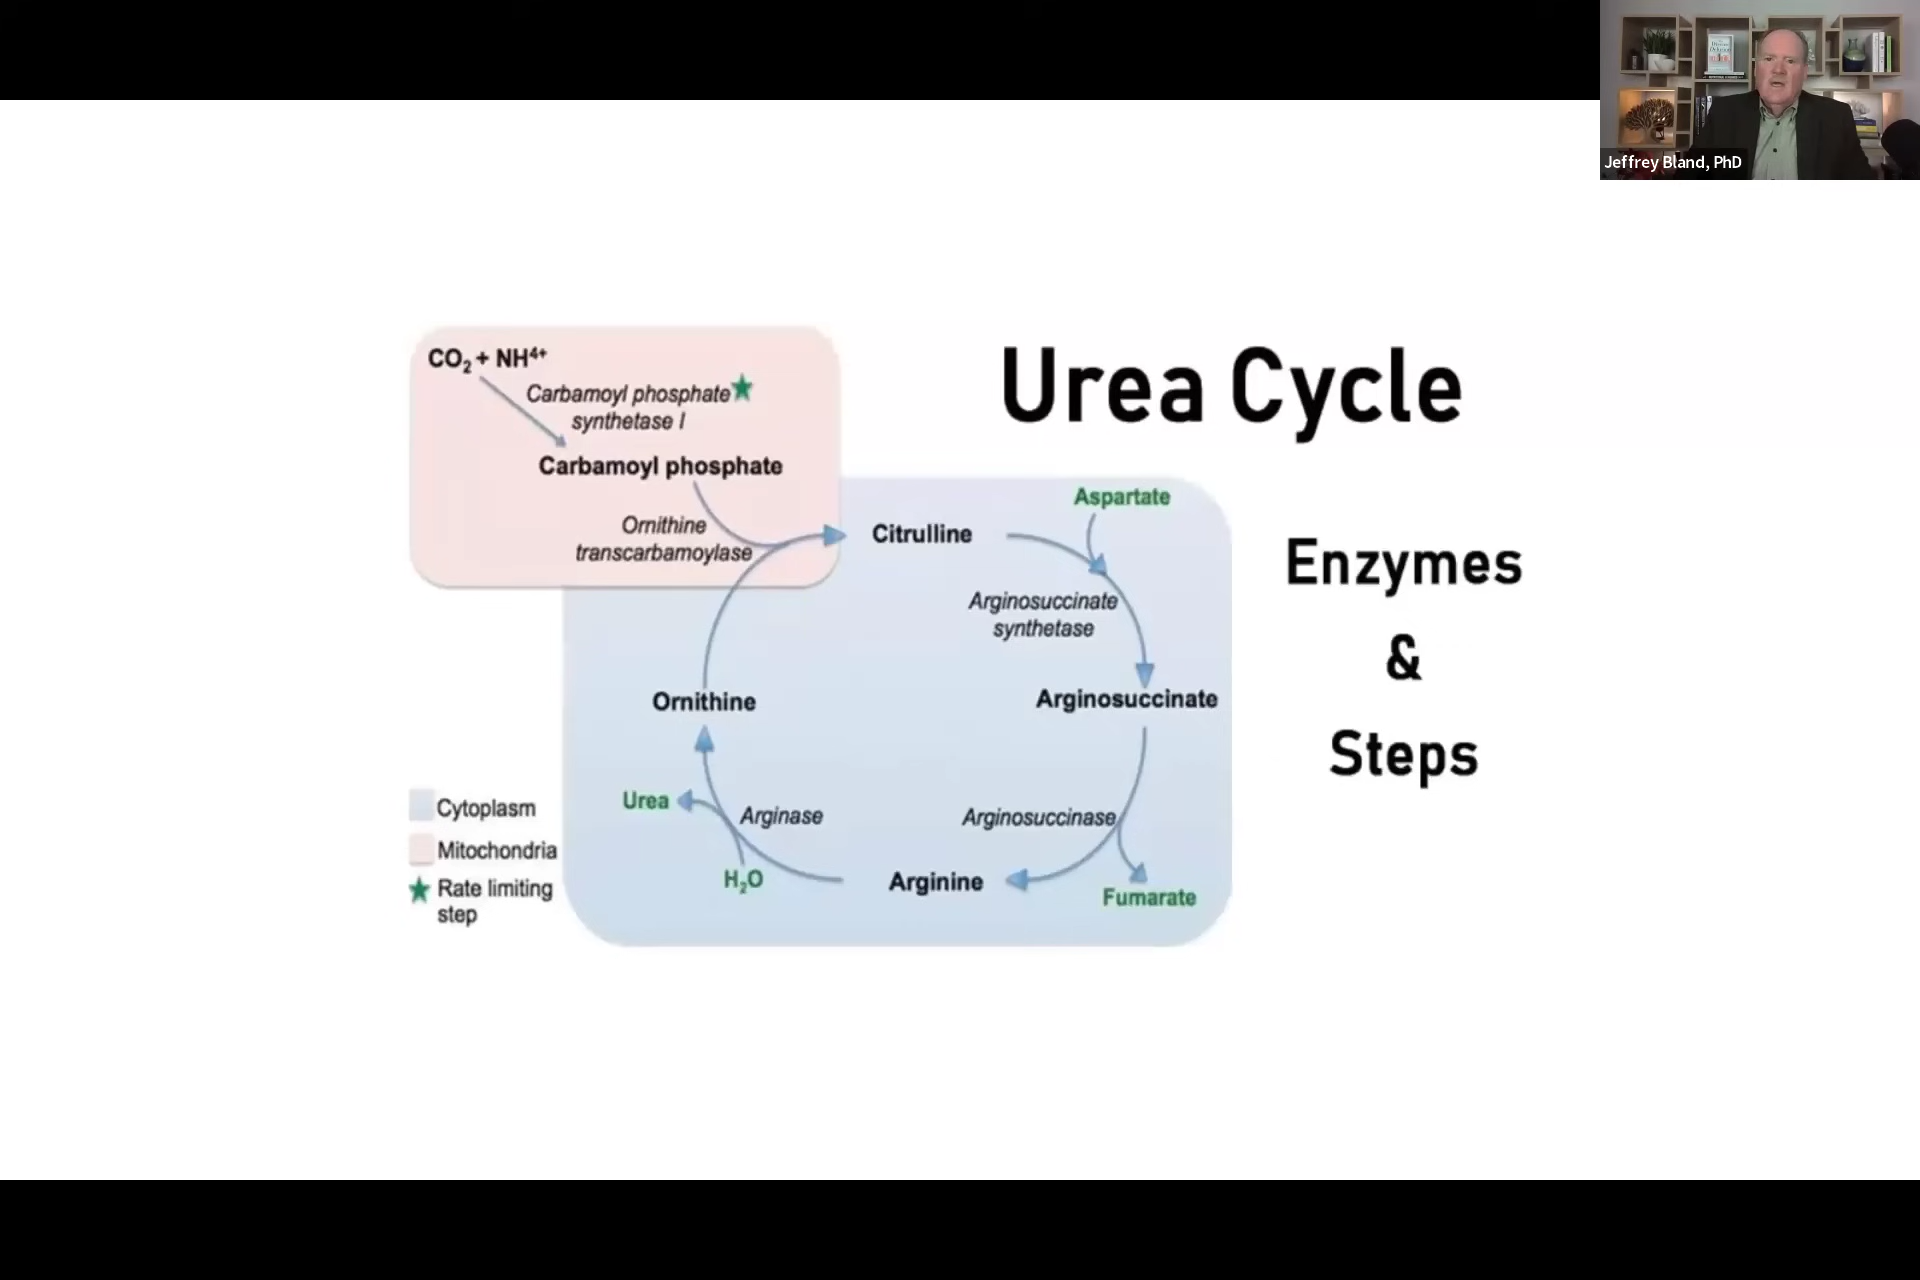 Jeffrey Bland, PhD
Urea Cycle
Enzymes
&
Steps
CO₂ + NH⁴⁺
Carbamoyl phosphate
synthetase I
Carbamoyl phosphate
Ornithine
transcarbamoylase
Citrulline
Aspartate
Arginosuccinate
synthetase
Arginosuccinate
Arginosuccinase
Fumarate
Arginine
Arginase
H₂O
Urea
Ornithine
Cytoplasm
Mitochondria
Rate limiting
step